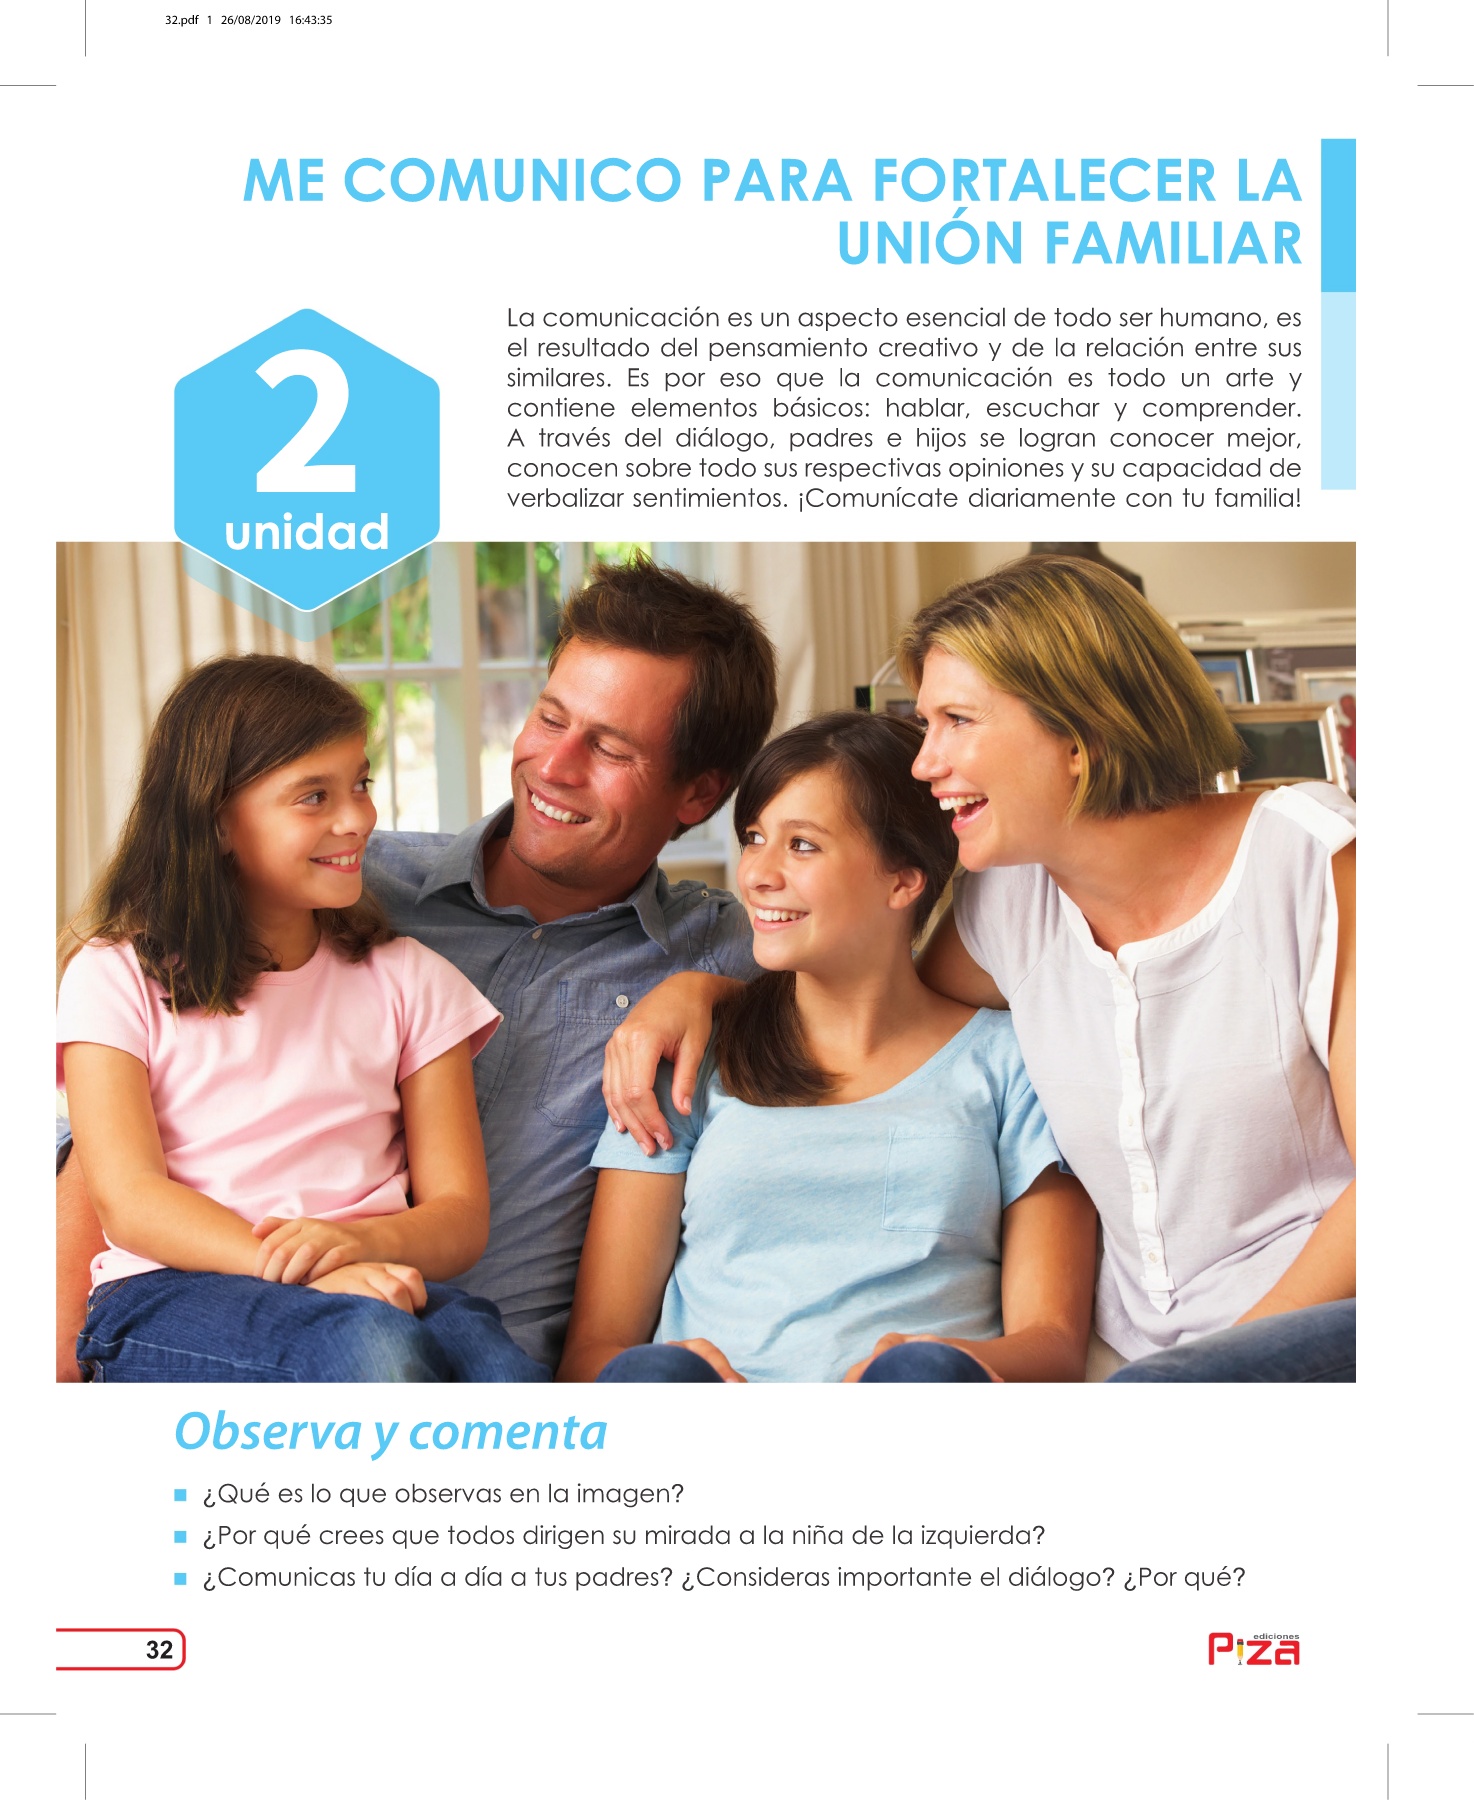 32.pdf 1 26/08/2019 16:43:35
ME COMUNICO PARA FORTALECER LA
UNIÓN FAMILIAR
2
unidad
La comunicación es un aspecto esencial de todo ser humano, es
el resultado del pensamiento creativo y de la relación entre sus
similares. Es por eso que la comunicación es todo un arte y
contiene elementos básicos: hablar, escuchar y comprender.
A través del diálogo, padres e hijos se logran conocer mejor,
conocen sobre todo sus respectivas opiniones y su capacidad de
verbalizar sentimientos. ¡Comunícate diariamente con tu familia!
Observa y comenta
¿Qué es lo que observas en la imagen?
¿Por qué crees que todos dirigen su mirada a la niña de la izquierda?
¿Comunicas tu día a día a tus padres? ¿Consideras importante el diálogo? ¿Por qué?
32
ediciones
Piza